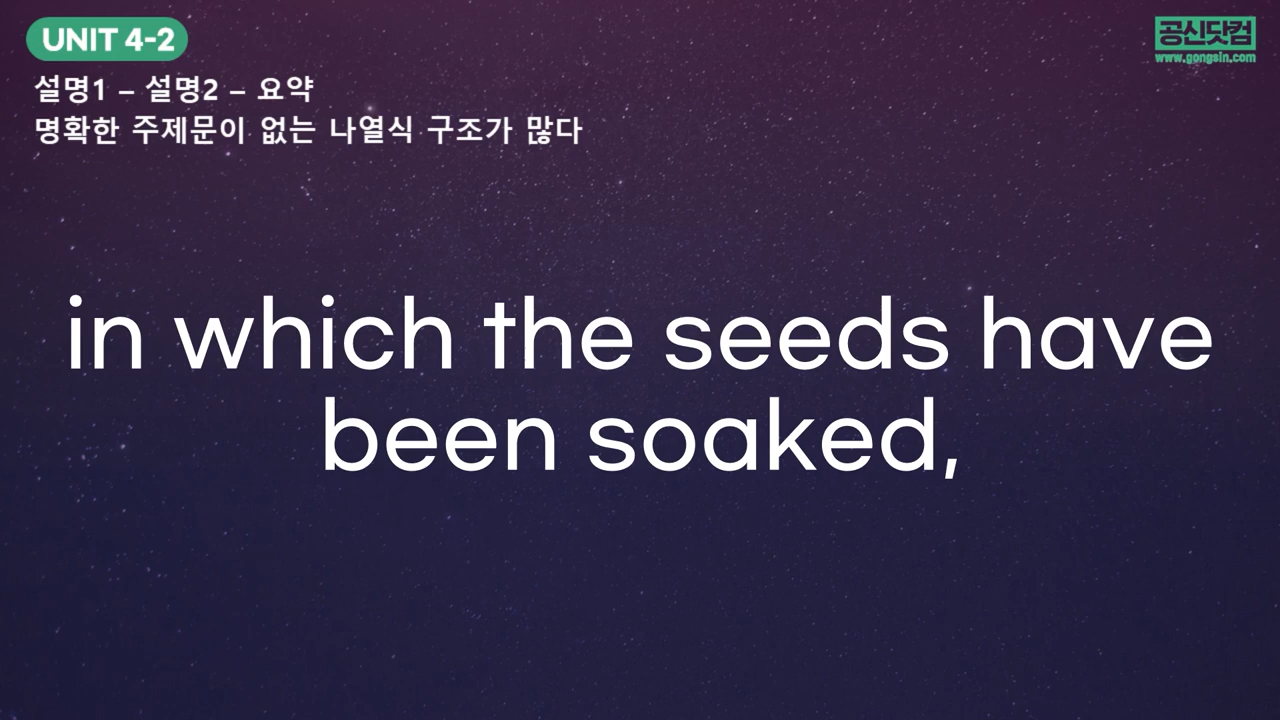 UNIT 4-2
공신닷컴
www.gongsin.com
설명1 – 설명2 – 요약
명확한 주제문이 없는 나열식 구조가 많다
in which the seeds have
been soaked,